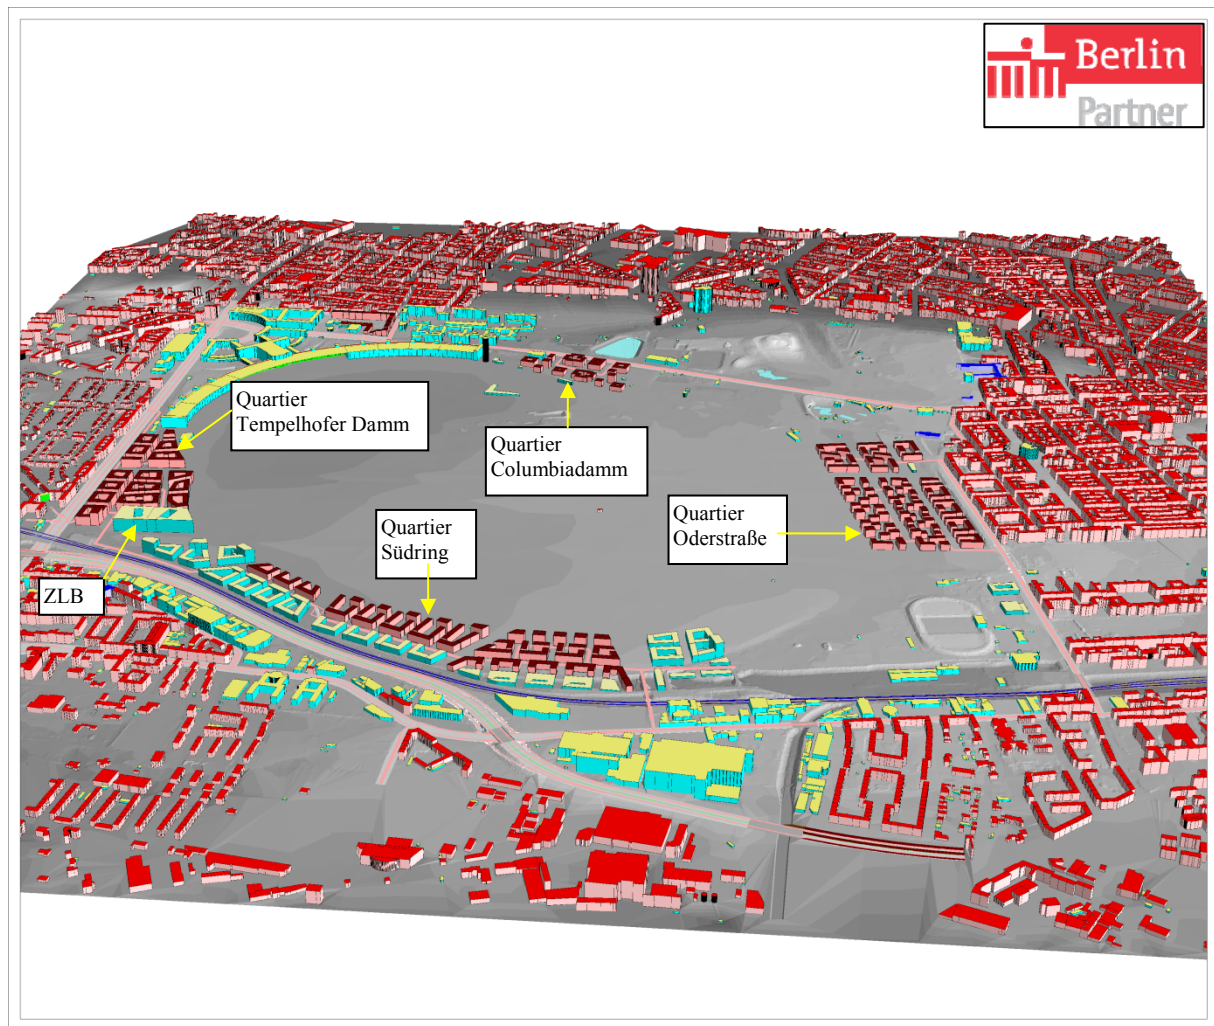 Berlin
Partner
Quartier
Tempelhofer Damm
Quartier
Columbiadamm
Quartier
Südring
Quartier
Oderstraße
ZLB